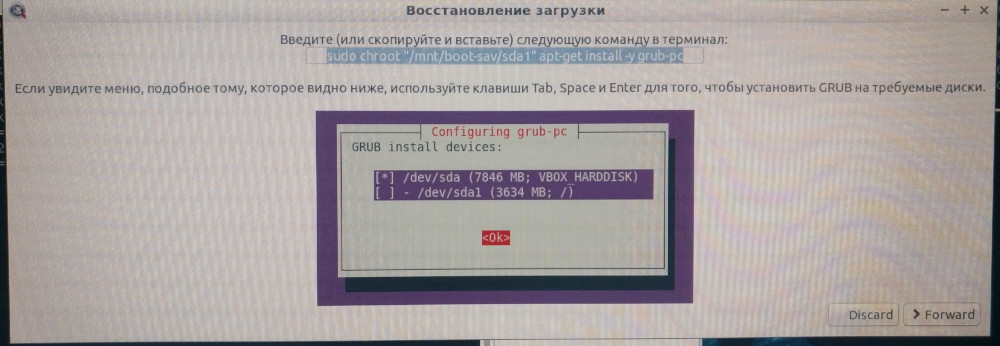 Восстановление загрузки
Введите (или скопируйте и вставьте) следующую команду в терминал:
sudo chroot "/mnt/boot-sav/sda1" apt-get install -y grub-pc
Если увидите меню, подобное тому, которое видно ниже, используйте клавиши Tab, Space и Enter для того, чтобы установить GRUB на требуемые диски.
Configuring grub-pc
GRUB install devices:
[*] /dev/sda (7846 MB; VBOX_HARDDISK)
[ ] - /dev/sda1 (3634 MB; /)
<Ok>
Discard
Forward